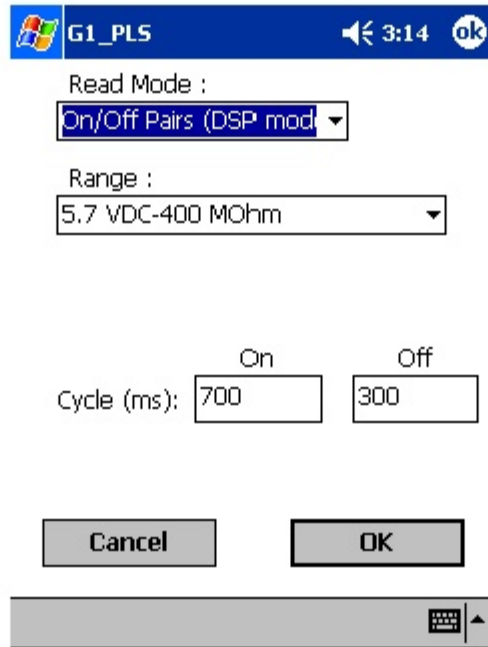 G1_PLS 3:14 ok
Read Mode :
On/Off Pairs (DSP mod
Range :
5.7 VDC-400 MOhm
On Off
Cycle (ms): 700 300
Cancel OK